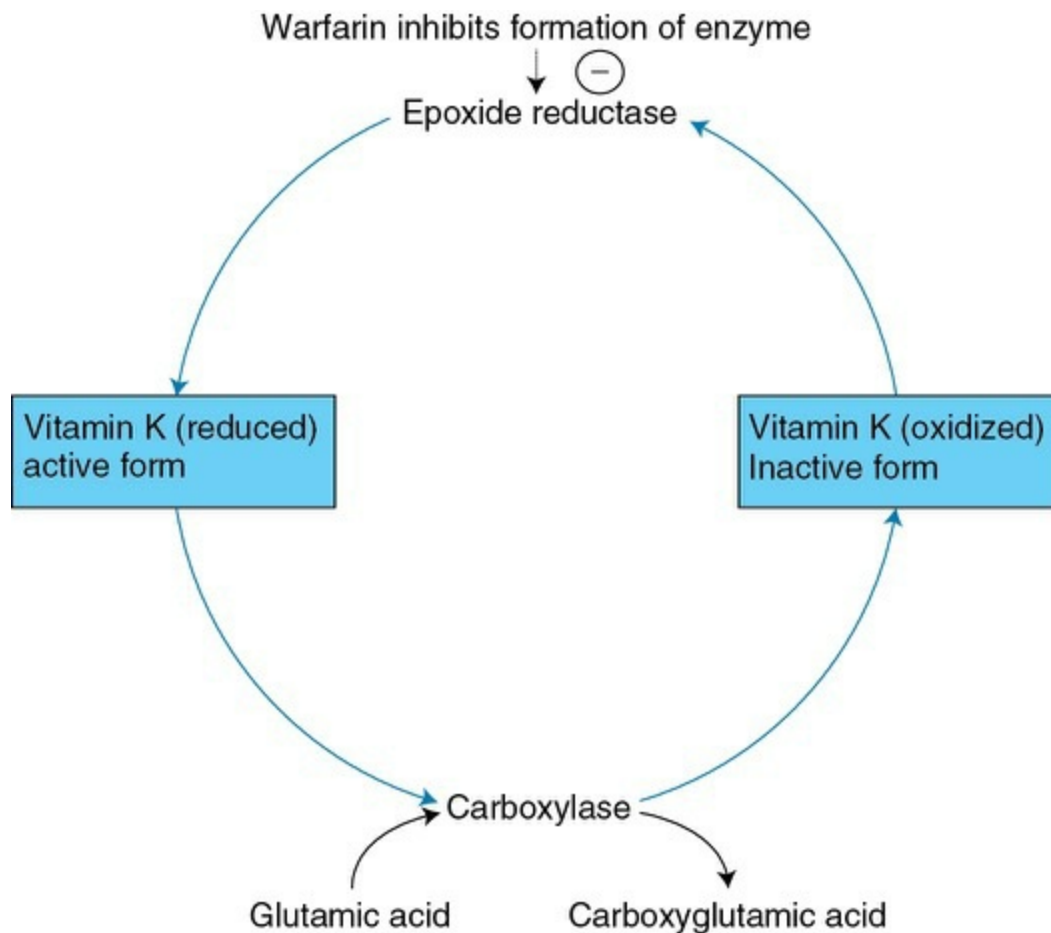 Warfarin inhibits formation of enzyme
−
Epoxide reductase
Vitamin K (reduced)
active form
Vitamin K (oxidized)
Inactive form
Carboxylase
Glutamic acid
Carboxyglutamic acid